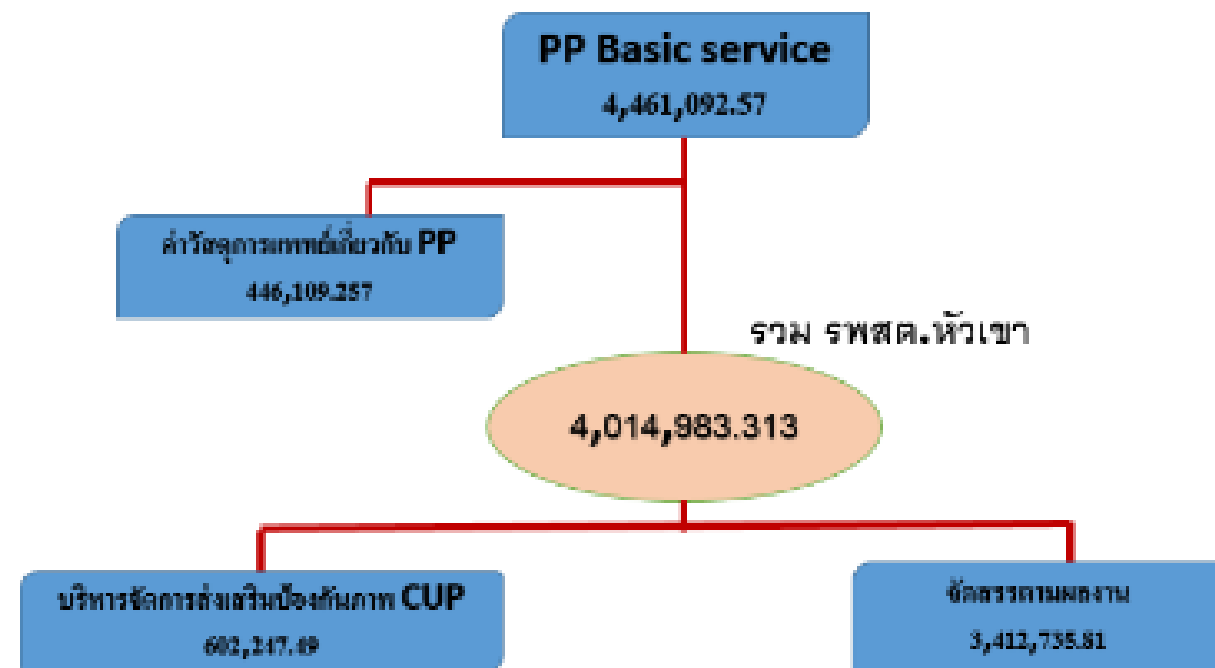 PP Basic service
4,461,092.57
ค่าวัสดุการแพทย์เกี่ยวกับ PP
446,109.257
รวม รพสต.หัวเขา
4,014,983.313
บริหารจัดการส่งเสริมป้องกันภาพ CUP
602,247.49
จัดสรรตามผลงาน
3,412,735.81